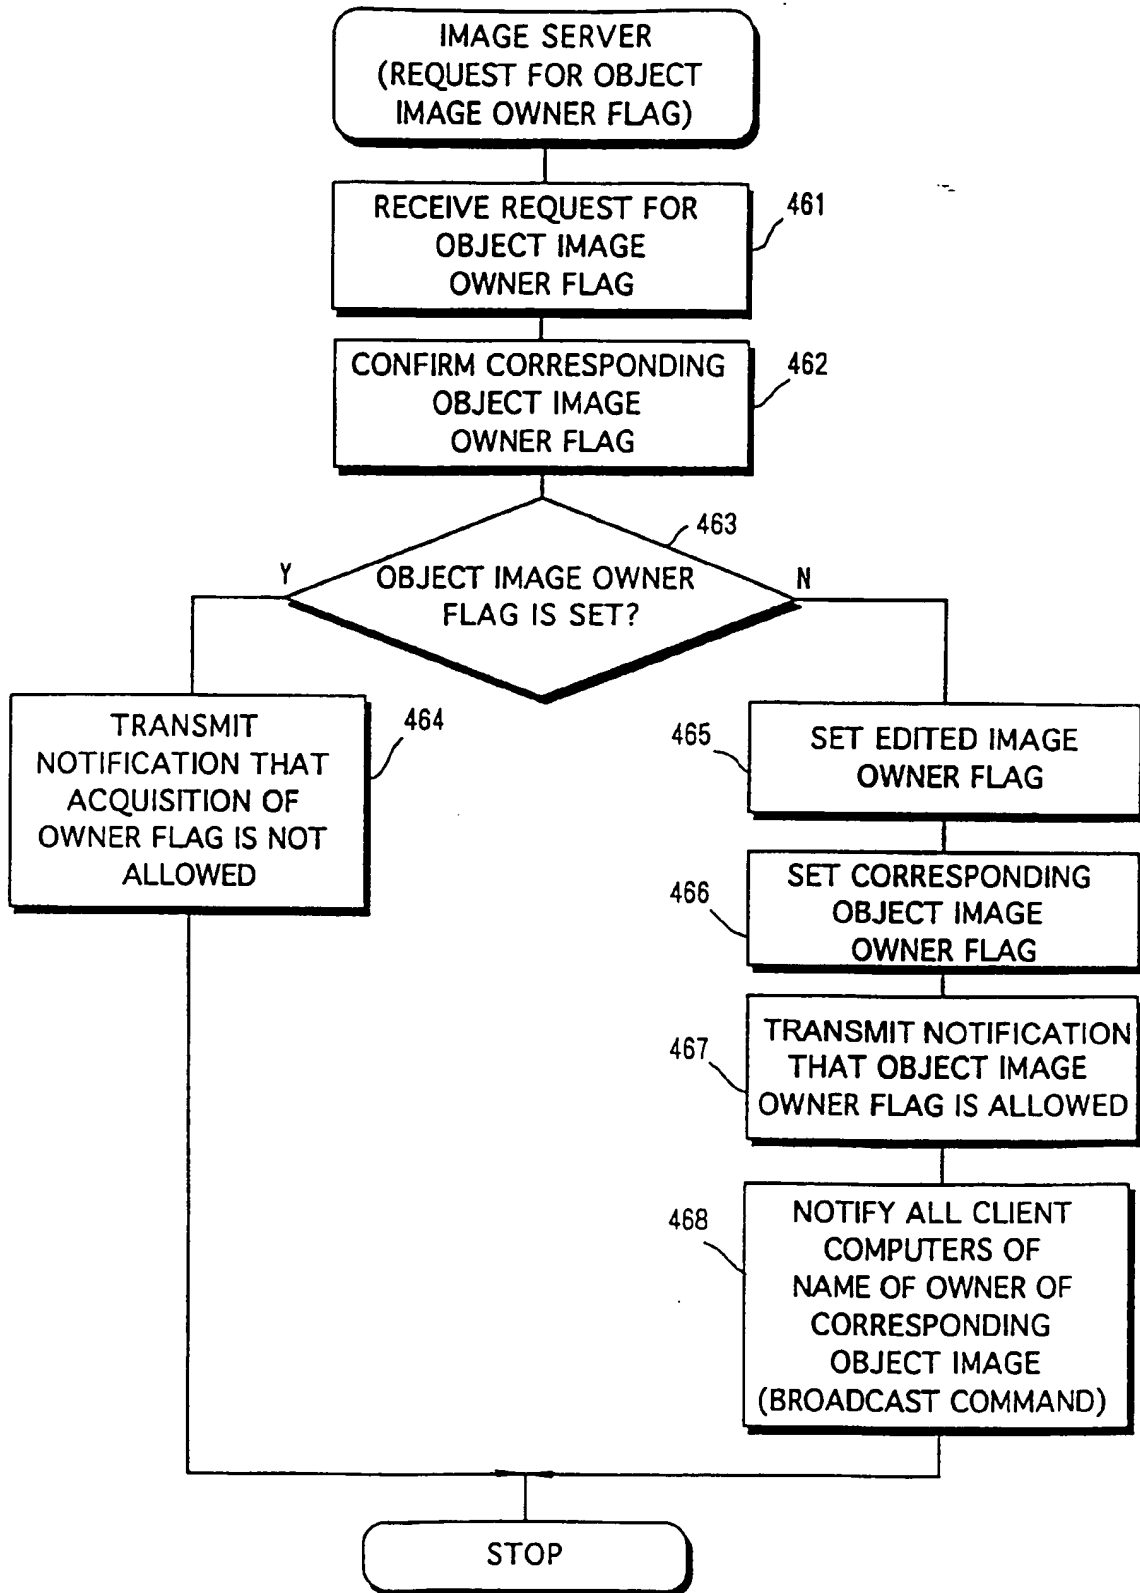 IMAGE SERVER
(REQUEST FOR OBJECT
IMAGE OWNER FLAG)
RECEIVE REQUEST FOR
OBJECT IMAGE
OWNER FLAG
461
CONFIRM CORRESPONDING
OBJECT IMAGE
OWNER FLAG
462
463
OBJECT IMAGE OWNER
FLAG IS SET?
Y
N
TRANSMIT
NOTIFICATION THAT
ACQUISITION OF
OWNER FLAG IS NOT
ALLOWED
464
465
SET EDITED IMAGE
OWNER FLAG
466
SET CORRESPONDING
OBJECT IMAGE
OWNER FLAG
467
TRANSMIT NOTIFICATION
THAT OBJECT IMAGE
OWNER FLAG IS ALLOWED
468
NOTIFY ALL CLIENT
COMPUTERS OF
NAME OF OWNER OF
CORRESPONDING
OBJECT IMAGE
(BROADCAST COMMAND)
STOP